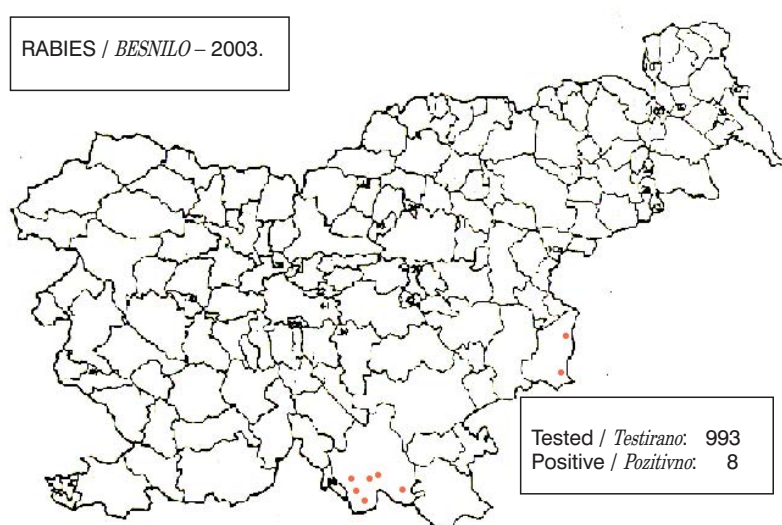 RABIES / BESNILO – 2003.
Tested / Testirano: 993
Positive / Pozitivno: 8